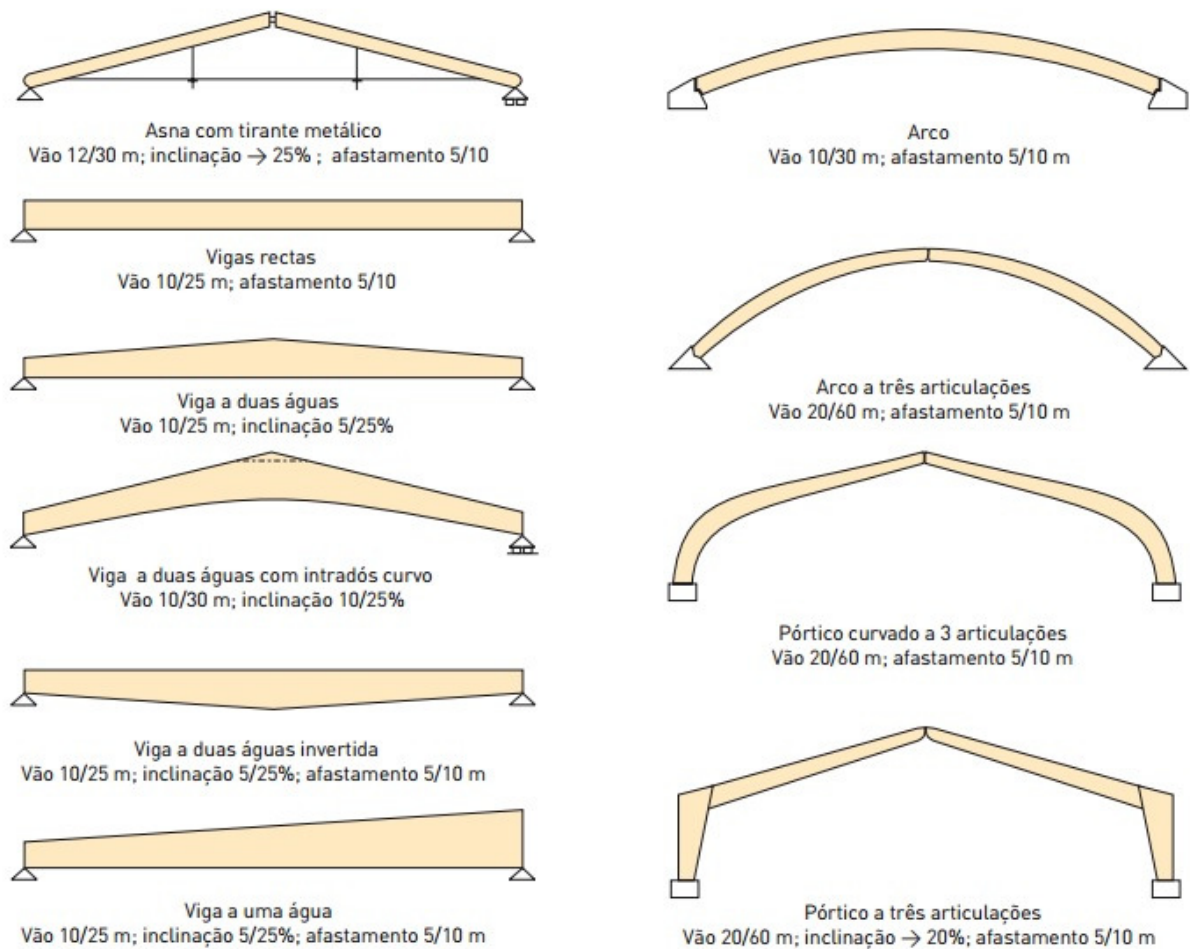 Asna com tirante metálico
Vão 12/30 m; inclinação → 25% ; afastamento 5/10
Vigas rectas
Vão 10/25 m; afastamento 5/10
Viga a duas águas
Vão 10/25 m; inclinação 5/25%
Viga a duas águas com intradós curvo
Vão 10/30 m; inclinação 10/25%
Viga a duas águas invertida
Vão 10/25 m; inclinação 5/25%; afastamento 5/10 m
Viga a uma água
Vão 10/25 m; inclinação 5/25%; afastamento 5/10 m
Arco
Vão 10/30 m; afastamento 5/10 m
Arco a três articulações
Vão 20/60 m; afastamento 5/10 m
Pórtico curvado a 3 articulações
Vão 20/60 m; afastamento 5/10 m
Pórtico a três articulações
Vão 20/60 m; inclinação → 20%; afastamento 5/10 m